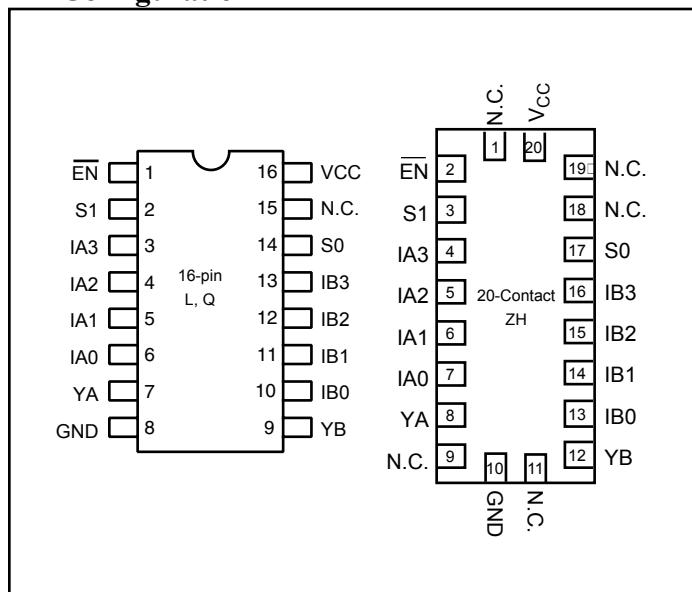 EN 1 16 VCC
S1 2 15 N.C.
IA3 3 14 S0
IA2 4 13 IB3
16-pin
L, Q
IA1 5 12 IB2
IA0 6 11 IB1
YA 7 10 IB0
GND 8 9 YB
N.C. VCC
1 20
EN 2 19 N.C.
S1 3 18 N.C.
IA3 4 17 S0
IA2 5 16 IB3
20-Contact
ZH
IA1 6 15 IB2
IA0 7 14 IB1
YA 8 13 IB0
N.C. 9 12 YB
10 11
GND N.C.